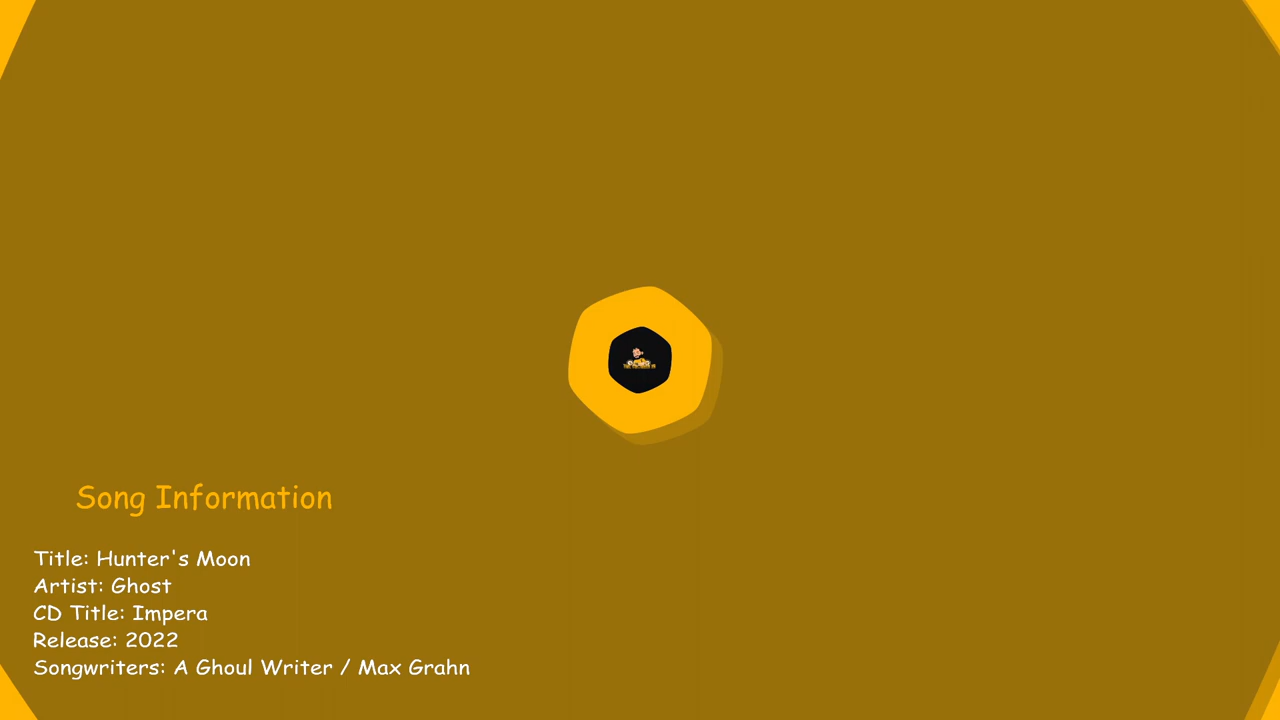 Song Information
Title: Hunter's Moon
Artist: Ghost
CD Title: Impera
Release: 2022
Songwriters: A Ghoul Writer / Max Grahn